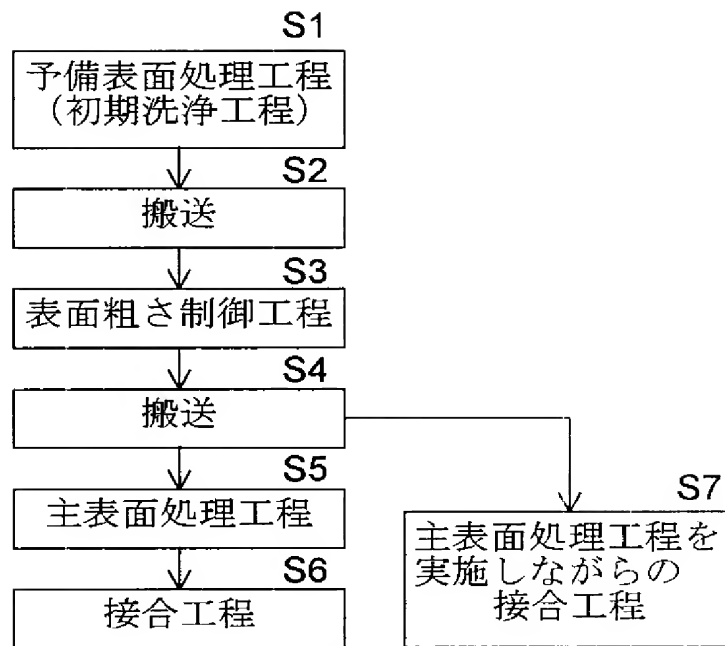 S1
予備表面処理工程
（初期洗浄工程）
S2
搬送
S3
表面粗さ制御工程
S4
搬送
S5
主表面処理工程
S6
接合工程
S7
主表面処理工程を
実施しながらの
接合工程